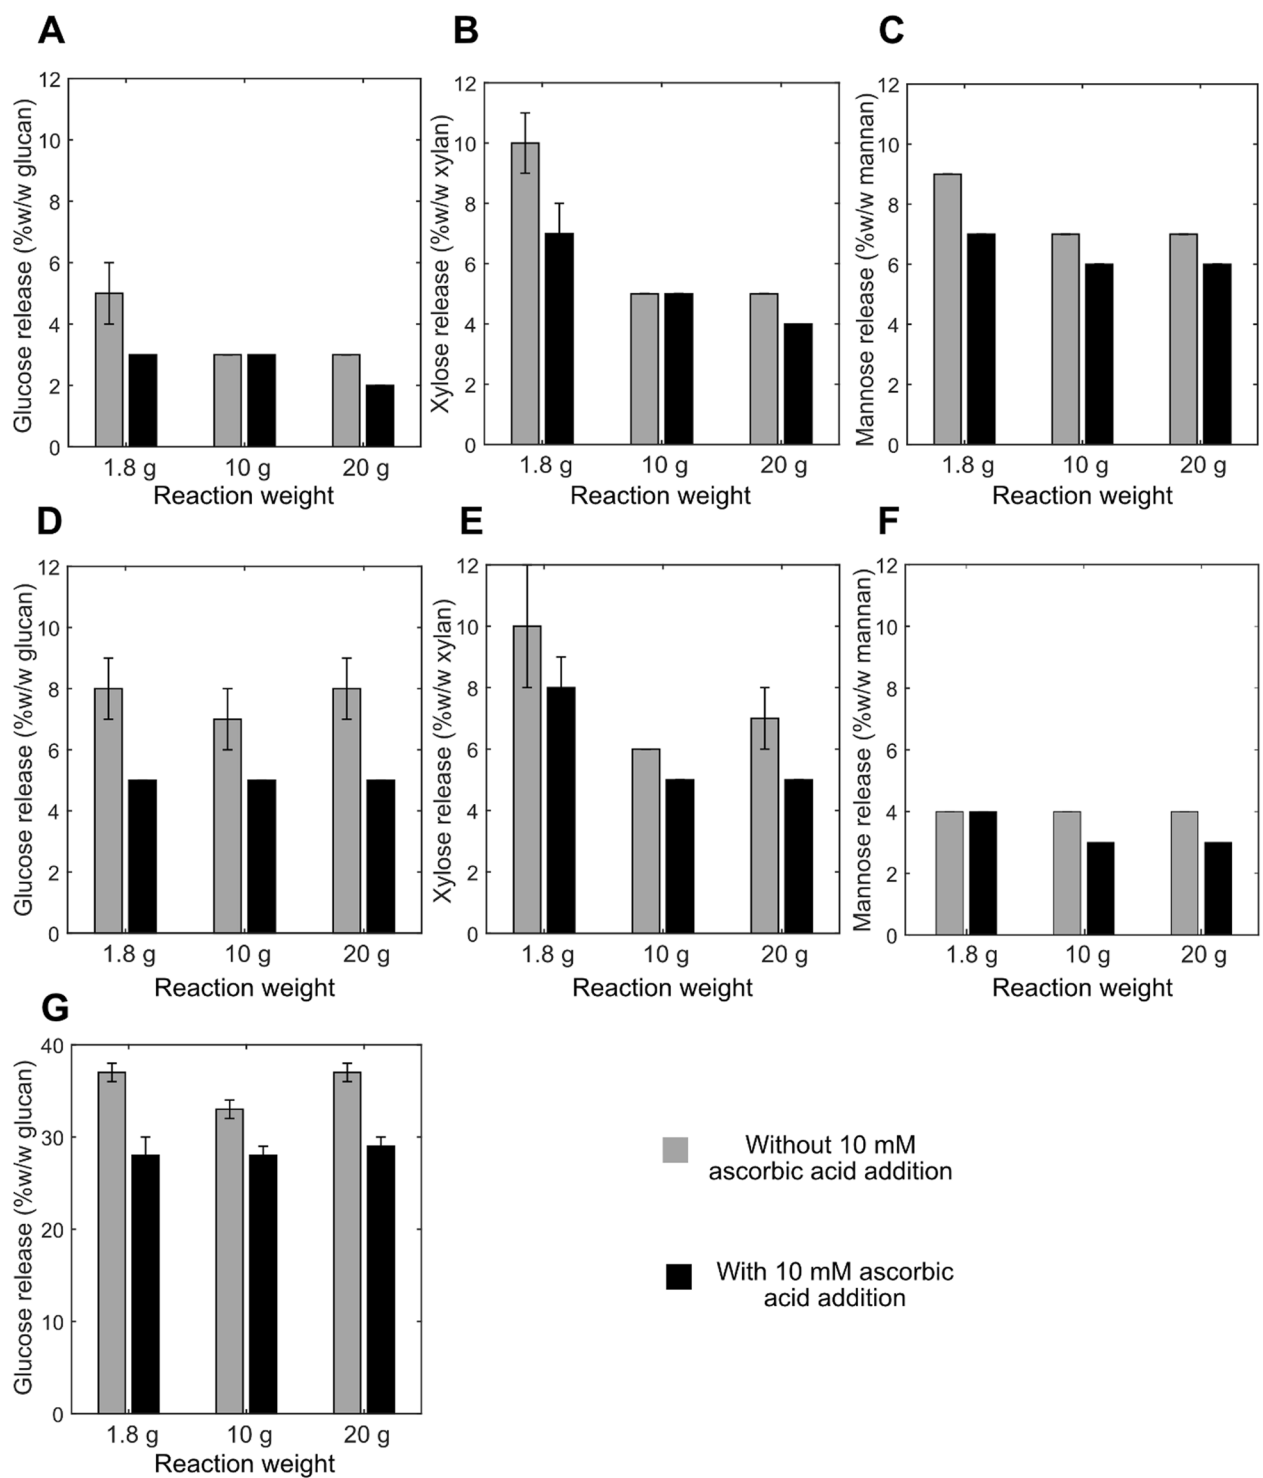 A
B
C
Glucose release (%w/w glucan)
12
10
8
6
4
2
0
1.8 g
10 g
20 g
Reaction weight
Xylose release (%w/w xylan)
12
10
8
6
4
2
0
1.8 g
10 g
20 g
Reaction weight
Mannose release (%w/w mannan)
12
10
8
6
4
2
0
1.8 g
10 g
20 g
Reaction weight
D
E
F
Glucose release (%w/w glucan)
12
10
8
6
4
2
0
1.8 g
10 g
20 g
Reaction weight
Xylose release (%w/w xylan)
12
10
8
6
4
2
0
1.8 g
10 g
20 g
Reaction weight
Mannose release (%w/w mannan)
12
10
8
6
4
2
0
1.8 g
10 g
20 g
Reaction weight
G
Glucose release (%w/w glucan)
40
30
20
10
0
1.8 g
10 g
20 g
Reaction weight
Without 10 mM
ascorbic acid addition
With 10 mM ascorbic
acid addition